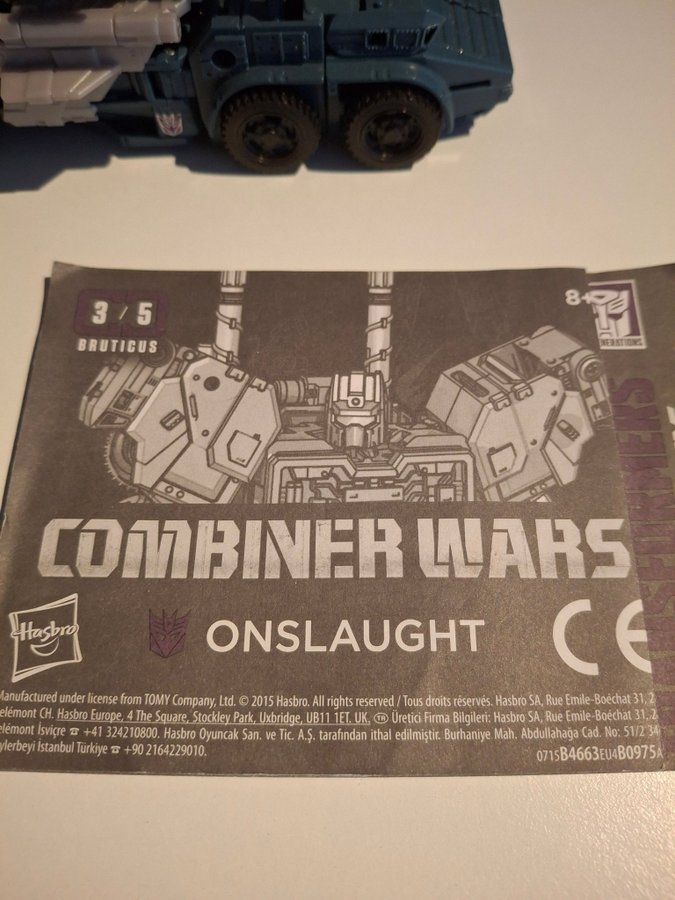 3 / 5
BRUTICUS
8+
NERATIONS
COMBINER WARS
Hasbro
ONSLAUGHT
CE
Manufactured under license from TOMY Company, Ltd. © 2015 Hasbro. All rights reserved / Tous droits réservés. Hasbro SA, Rue Emile-Boéchat 31, 2
elémont CH. Hasbro Europe, 4 The Square, Stockley Park, Uxbridge, UB11 1ET. UK. TR Üretici Firma Bilgileri: Hasbro SA, Rue Emile-Boéchat 31, 2
elémont İsviçre ☎ +41 324210800. Hasbro Oyuncak San. ve Tic. A.Ş. tarafından ithal edilmiştir. Burhaniye Mah. Abdullahaga Cad. No: 51/2 34
ylerbeyi İstanbul Türkiye ☎ +90 2164229010.
0715B4663EU4B0975A